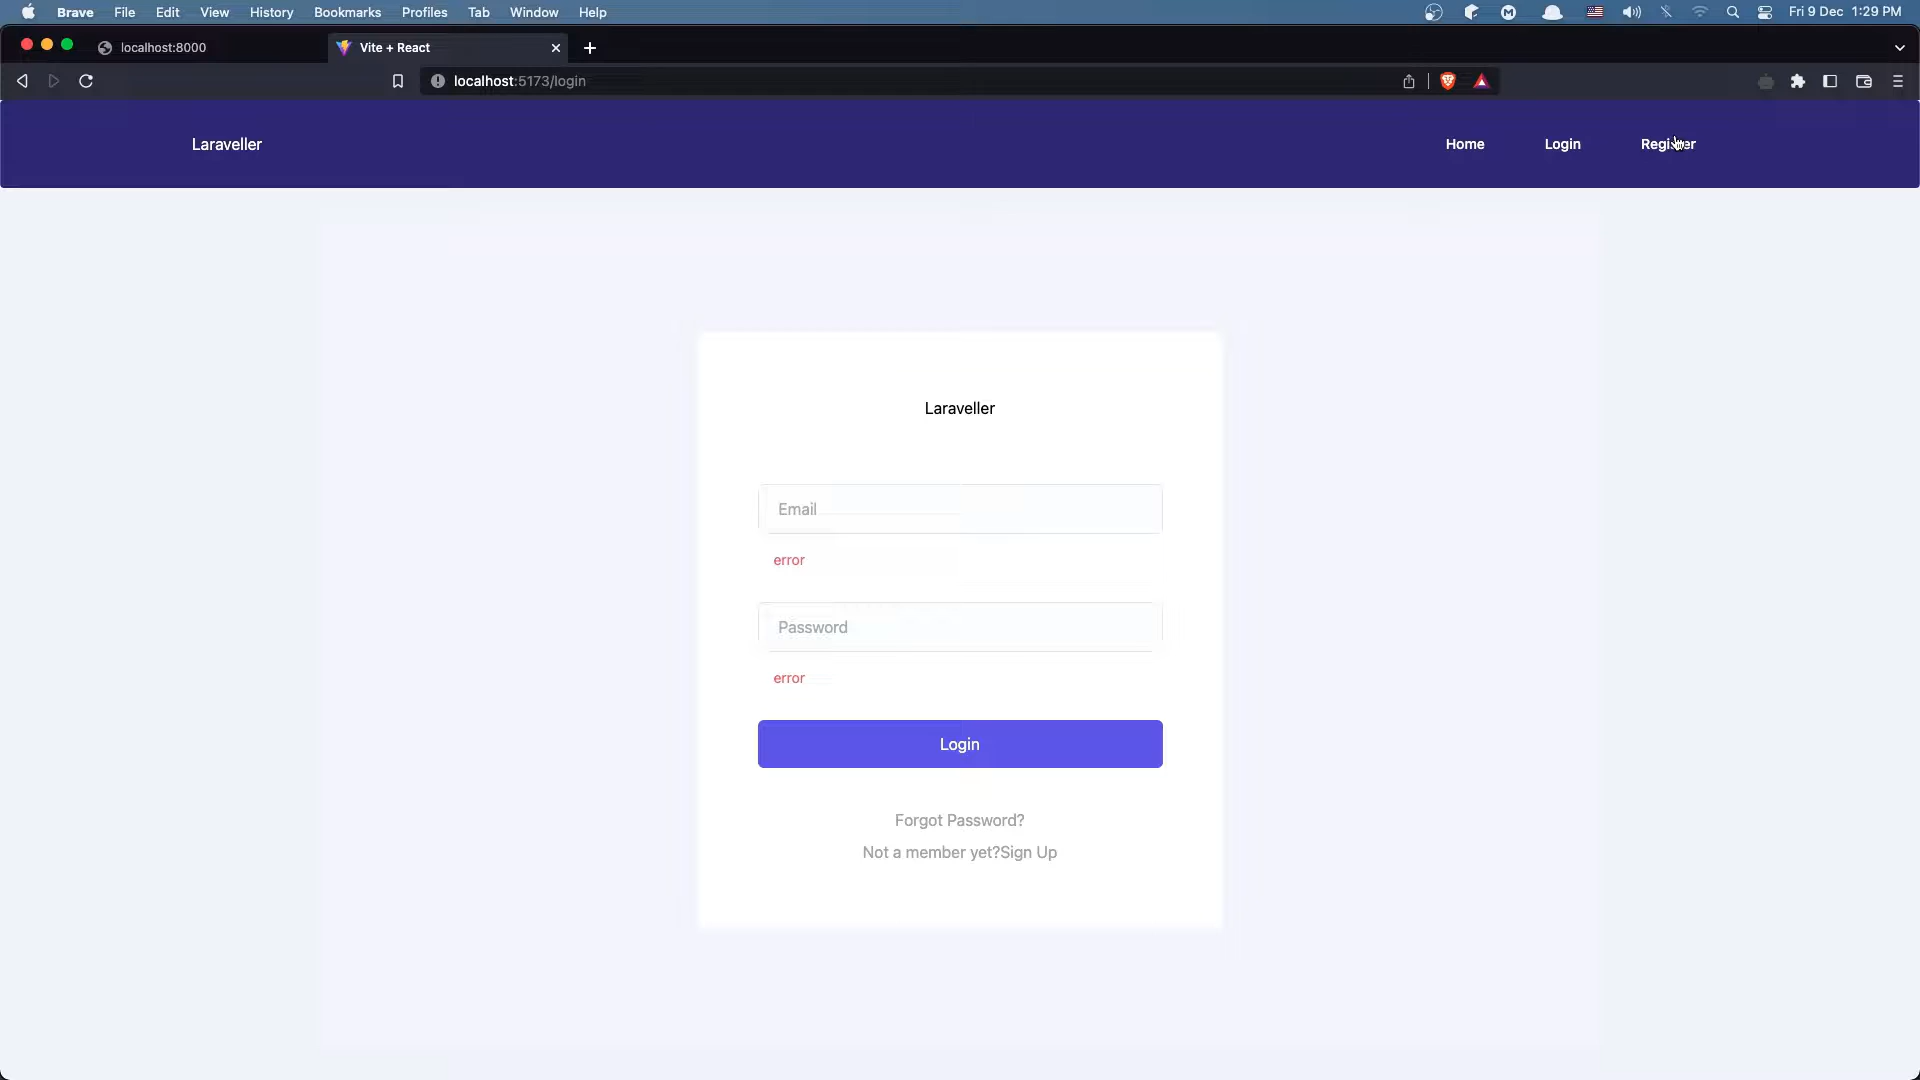 Brave File Edit View History Bookmarks Profiles Tab Window Help Fri 9 Dec 1:29 PM
localhost:8000 Vite + React
localhost:5173/login
Laraveller Home Login Register
Laraveller
Email
error
Password
error
Login
Forgot Password?
Not a member yet?Sign Up